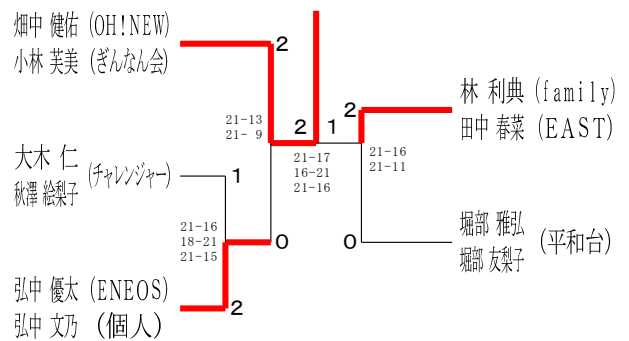 畑中 健佑 (OH!NEW)
小林 芙美 (ぎんなん会)
2
21-13
21- 9
2
1
21-17
16-21
21-16
2
林 利典 (family)
田中 春菜 (EAST)
21-16
21-11
大木 仁
秋澤 絵梨子
(チャレンジャー)
1
21-16
18-21
21-15
0
0
堀部 雅弘
堀部 友梨子
(平和台)
弘中 優太 (ENEOS)
弘中 文乃 (個人)
2